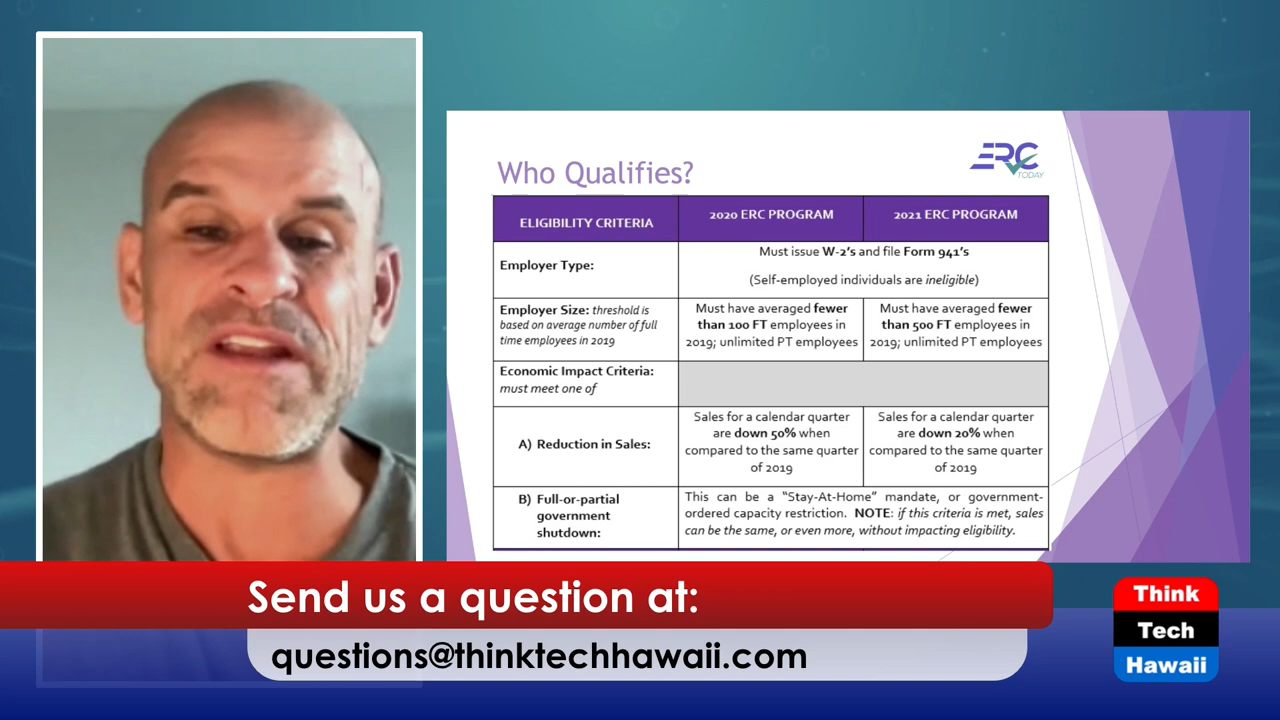 Who Qualifies?
ERC
TODAY
ELIGIBILITY CRITERIA
2020 ERC PROGRAM
2021 ERC PROGRAM
Employer Type:
Must issue W-2's and file Form 941's
(Self-employed individuals are ineligible)
Employer Size: threshold is
based on average number of full
time employees in 2019
Must have averaged fewer
than 100 FT employees in
2019; unlimited PT employees
Must have averaged fewer
than 500 FT employees in
2019; unlimited PT employees
Economic Impact Criteria:
must meet one of
A) Reduction in Sales:
Sales for a calendar quarter
are down 50% when
compared to the same quarter
of 2019
Sales for a calendar quarter
are down 20% when
compared to the same quarter
of 2019
B) Full-or-partial
government
shutdown:
This can be a “Stay-At-Home” mandate, or government-
ordered capacity restriction. NOTE: if this criteria is met, sales
can be the same, or even more, without impacting eligibility.
Send us a question at:
questions@thinktechhawaii.com
Think
Tech
Hawaii